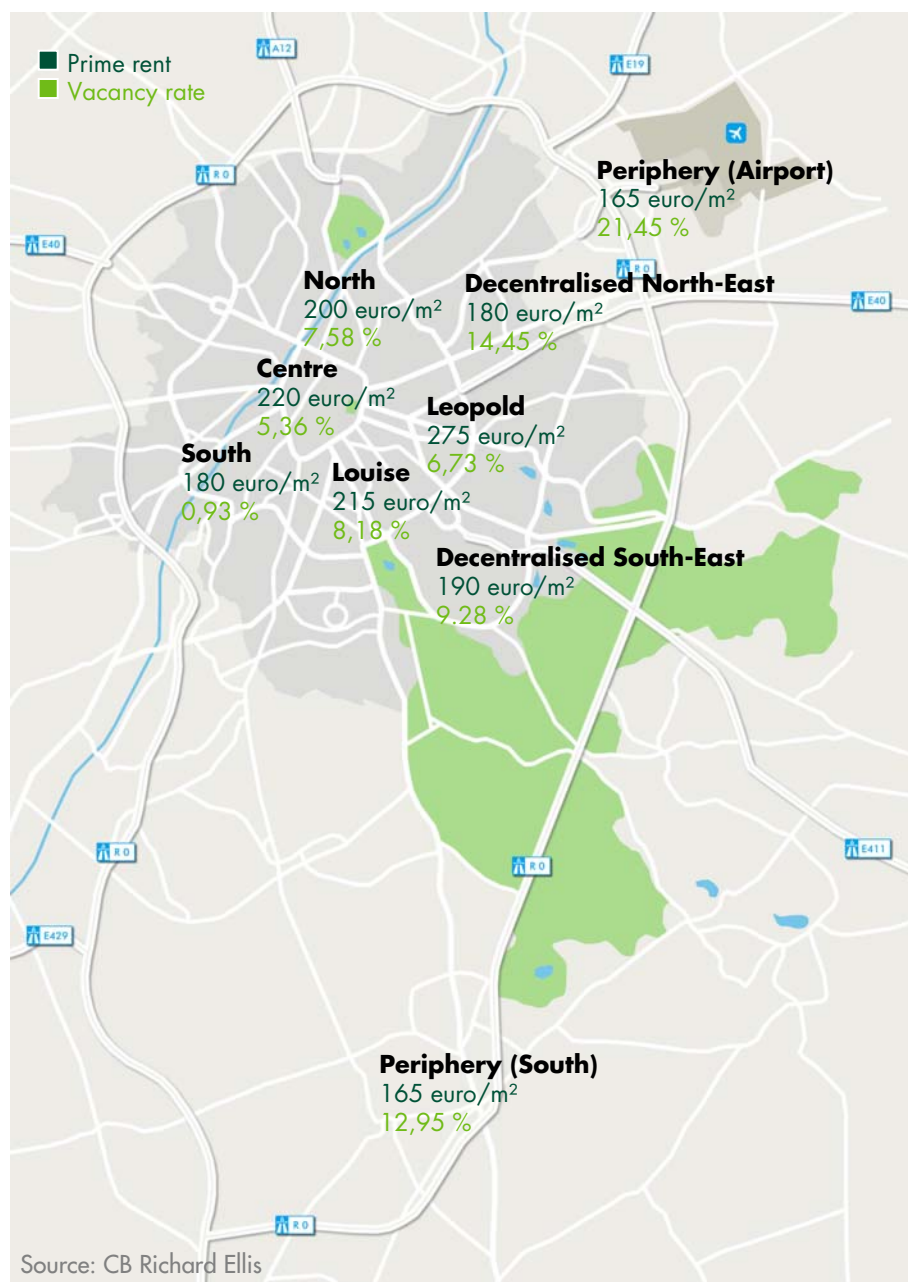 Prime rent
Vacancy rate
A12
E19
R0
Periphery (Airport)
165 euro/m²
21,45 %
E40
R0
North
200 euro/m²
7,58 %
Decentralised North-East
180 euro/m²
14,45 %
E40
Centre
220 euro/m²
5,36 %
Leopold
275 euro/m²
6,73 %
South
180 euro/m²
0,93 %
Louise
215 euro/m²
8,18 %
Decentralised South-East
190 euro/m²
9.28 %
R0
E411
R0
E429
Periphery (South)
165 euro/m²
12,95 %
R0
Source: CB Richard Ellis